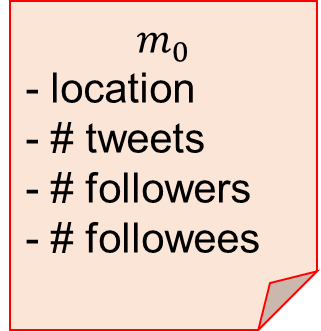 m₀
- location
- # tweets
- # followers
- # followees